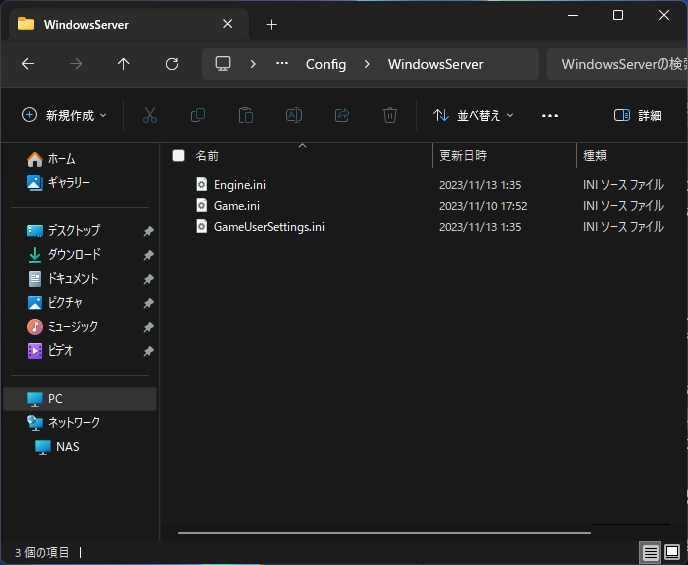 WindowsServer
Config
WindowsServer
WindowsServerの検索
新規作成
並べ替え
詳細
ホーム
ギャラリー
デスクトップ
ダウンロード
ドキュメント
ピクチャ
ミュージック
ビデオ
PC
ネットワーク
NAS
名前 更新日時 種類
Engine.ini 2023/11/13 1:35 INI ソース ファイル
Game.ini 2023/11/10 17:52 INI ソース ファイル
GameUserSettings.ini 2023/11/13 1:35 INI ソース ファイル
3 個の項目